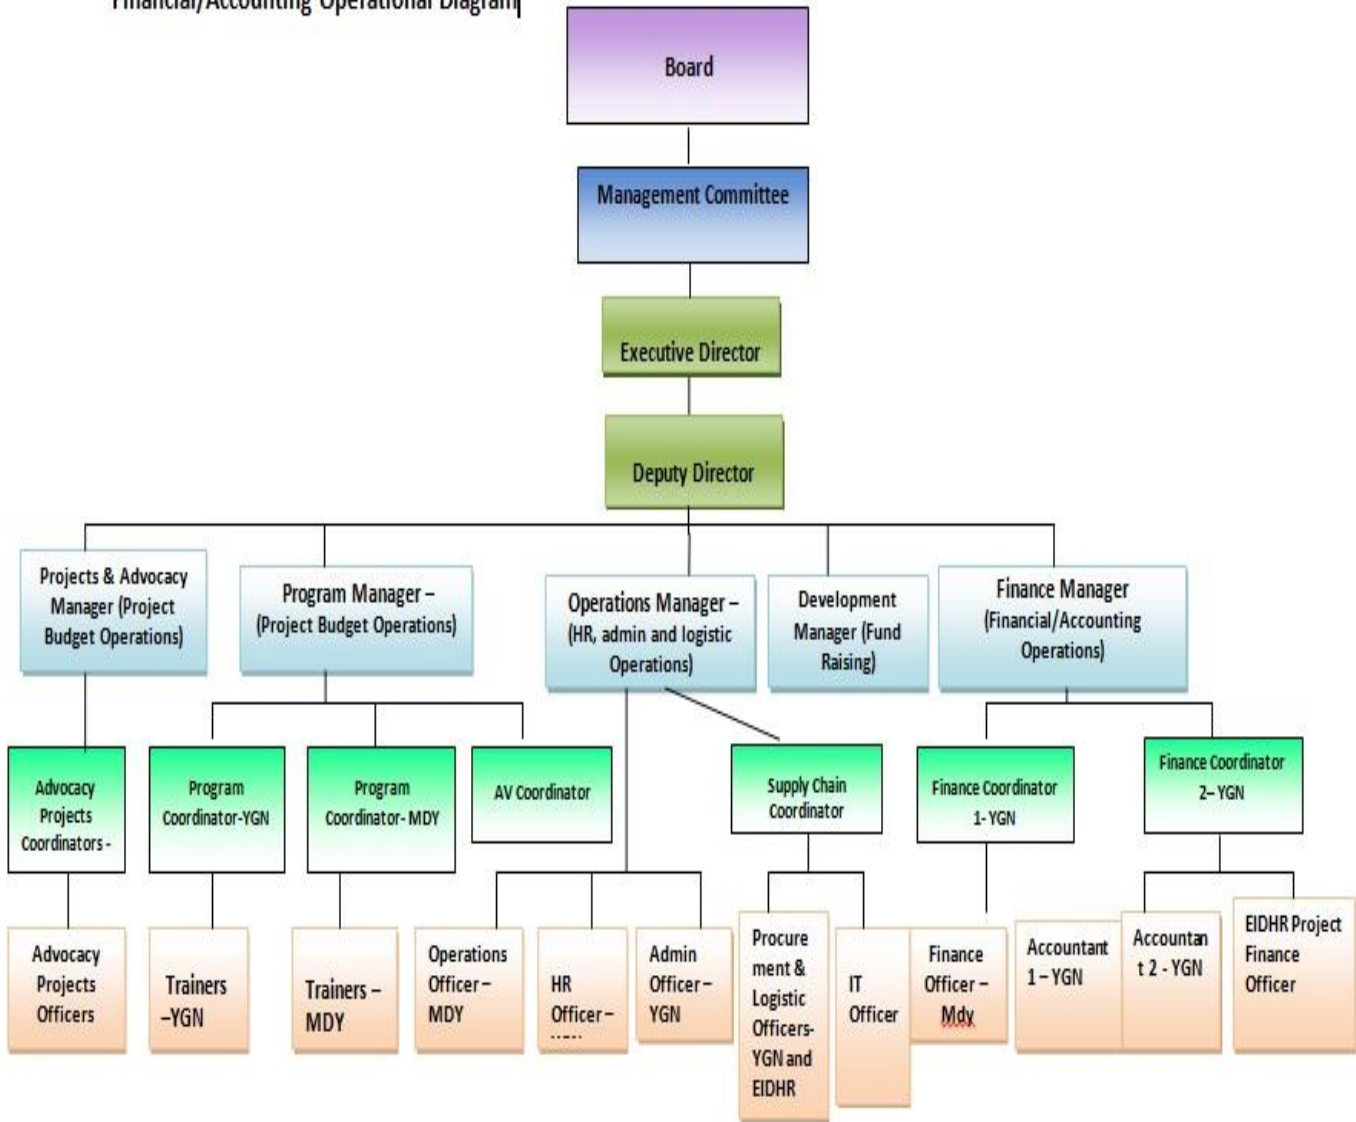 Financial/Accounting Operational Diagram
Board
Management Committee
Executive Director
Deputy Director
Projects & Advocacy
Manager (Project
Budget Operations)
Program Manager –
(Project Budget Operations)
Operations Manager –
(HR, admin and logistic
Operations)
Development
Manager (Fund
Raising)
Finance Manager
(Financial/Accounting
Operations)
Advocacy
Projects
Coordinators -
Program
Coordinator-YGN
Program
Coordinator- MDY
AV Coordinator
Supply Chain
Coordinator
Finance Coordinator
1- YGN
Finance Coordinator
2– YGN
Advocacy
Projects
Officers
Trainers
–YGN
Trainers –
MDY
Operations
Officer –
MDY
HR
Officer –
Admin
Officer –
YGN
Procure
ment &
Logistic
Officers-
YGN and
EIDHR
IT
Officer
Finance
Officer –
Mdy
Accountant
1 – YGN
Accountan
t 2 - YGN
EIDHR Project
Finance
Officer